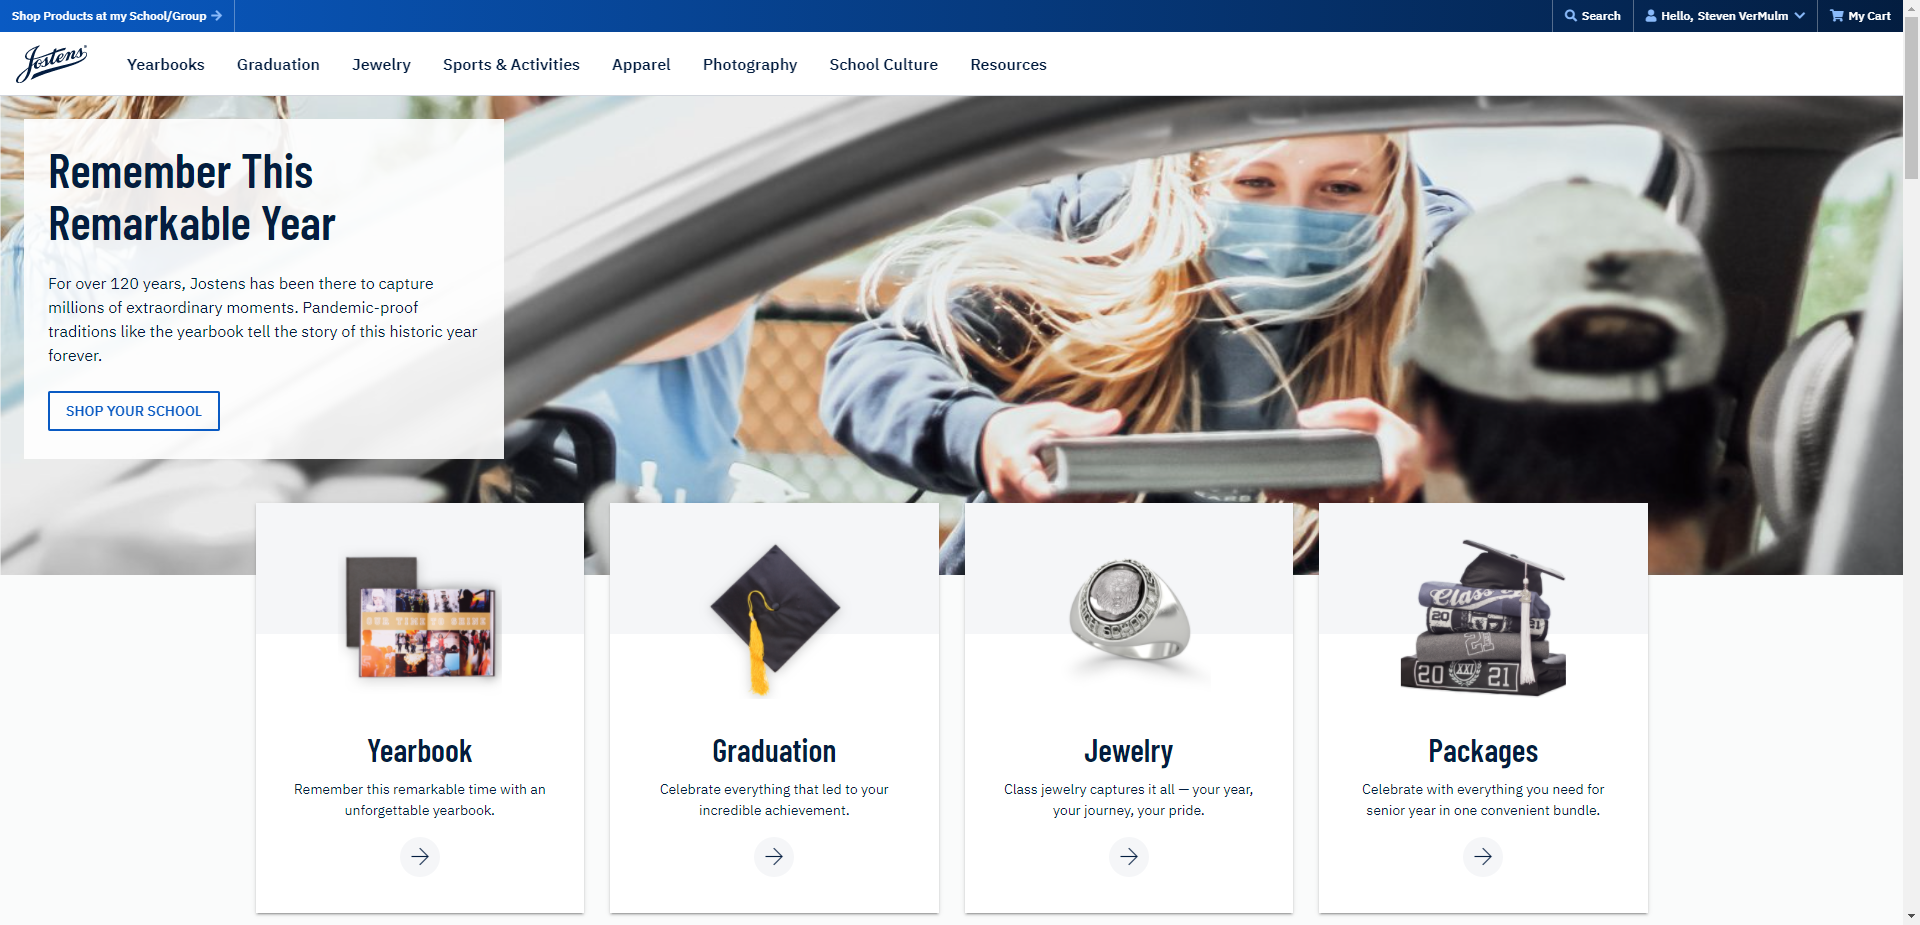 Shop Products at my School/Group
Search
Hello, Steven VerMulm
My Cart
Jostens
Yearbooks
Graduation
Jewelry
Sports & Activities
Apparel
Photography
School Culture
Resources
Remember This
Remarkable Year
For over 120 years, Jostens has been there to capture
millions of extraordinary moments. Pandemic-proof
traditions like the yearbook tell the story of this historic year
forever.
SHOP YOUR SCHOOL
OUR TIME TO SHINE
SCHOOL
Class
20 21
21
20 XXI 21
Yearbook
Remember this remarkable time with an
unforgettable yearbook.
Graduation
Celebrate everything that led to your
incredible achievement.
Jewelry
Class jewelry captures it all — your year,
your journey, your pride.
Packages
Celebrate with everything you need for
senior year in one convenient bundle.